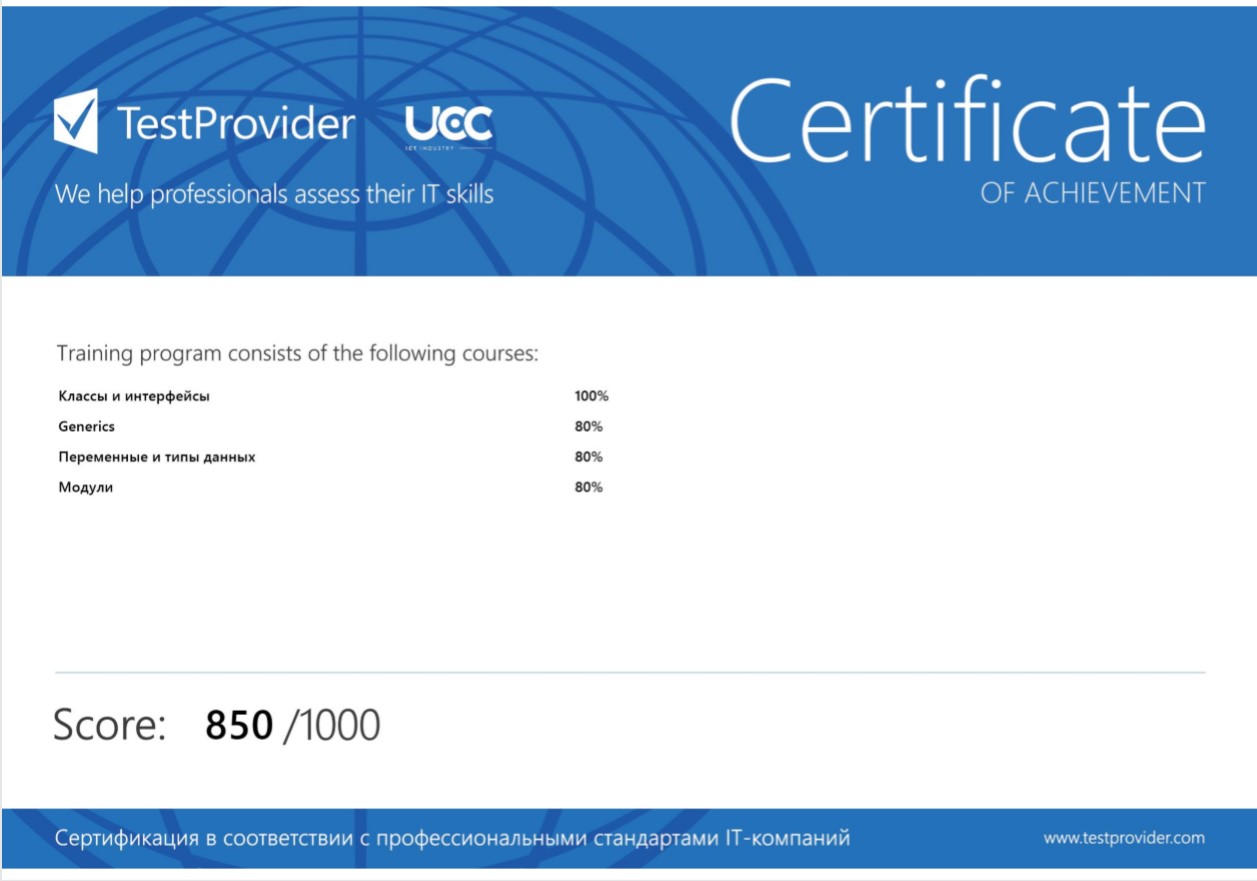 TestProvider
UCC
ICT INDUSTRY
We help professionals assess their IT skills
Certificate
OF ACHIEVEMENT
Training program consists of the following courses:
Классы и интерфейсы 100%
Generics 80%
Переменные и типы данных 80%
Модули 80%
Score: 850 /1000
Сертификация в соответствии с профессиональными стандартами IT-компаний
www.testprovider.com